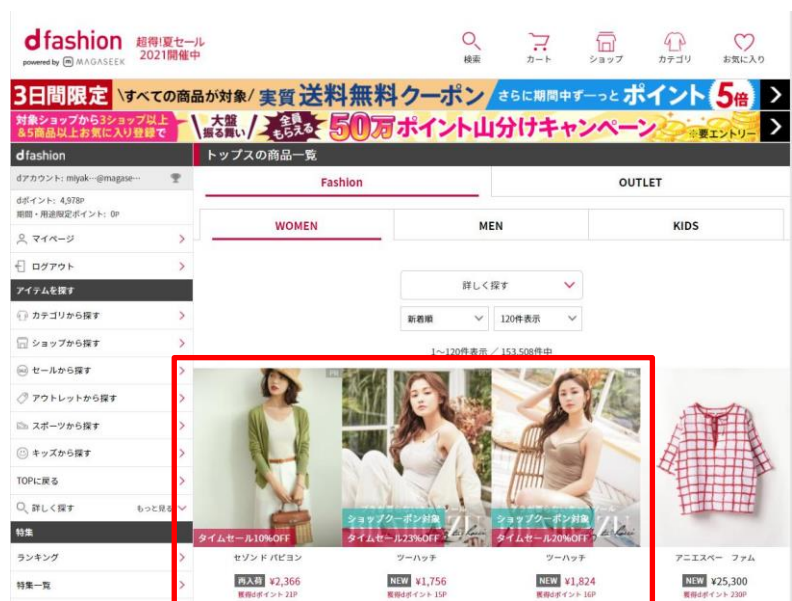 dfashion
powered by m MAGASEEK
超得!夏セール
2021開催中
検索
カート
ショップ
カテゴリ
お気に入り
3日間限定 \すべての商品が対象/ 実質 送料無料クーポン さらに期間中ずーっと ポイント 5倍
対象ショップから3ショップ以上
&5商品以上お気に入り登録で
大盤振る舞い 全員もらえる 50万ポイント山分けキャンペーン ※要エントリー
dfashion
トップスの商品一覧
dアカウント: miyak…@magase…
dポイント: 4,978P
期間・用途限定ポイント: 0P
マイページ
ログアウト
アイテムを探す
カテゴリから探す
ショップから探す
セールから探す
アウトレットから探す
スポーツから探す
キッズから探す
TOPに戻る
詳しく探す もっと見る
特集
ランキング
特集一覧
Fashion
OUTLET
WOMEN
MEN
KIDS
詳しく探す
新着順
120件表示
1～120件表示 / 153,508件中
PR
タイムセール10%OFF
セゾン ド パピヨン
再入荷 ¥2,366
獲得dポイント 21P
ショップクーポン対象
タイムセール23%OFF
ツーハッチ
NEW ¥1,756
獲得dポイント 15P
ショップクーポン対象
タイムセール20%OFF
ツーハッチ
NEW ¥1,824
獲得dポイント 16P
アニエスベー ファム
NEW ¥25,300
獲得dポイント 230P